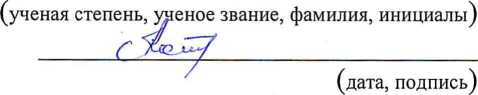 (ученая степень, ученое звание, фамилия, инициалы)
(дата, подпись)